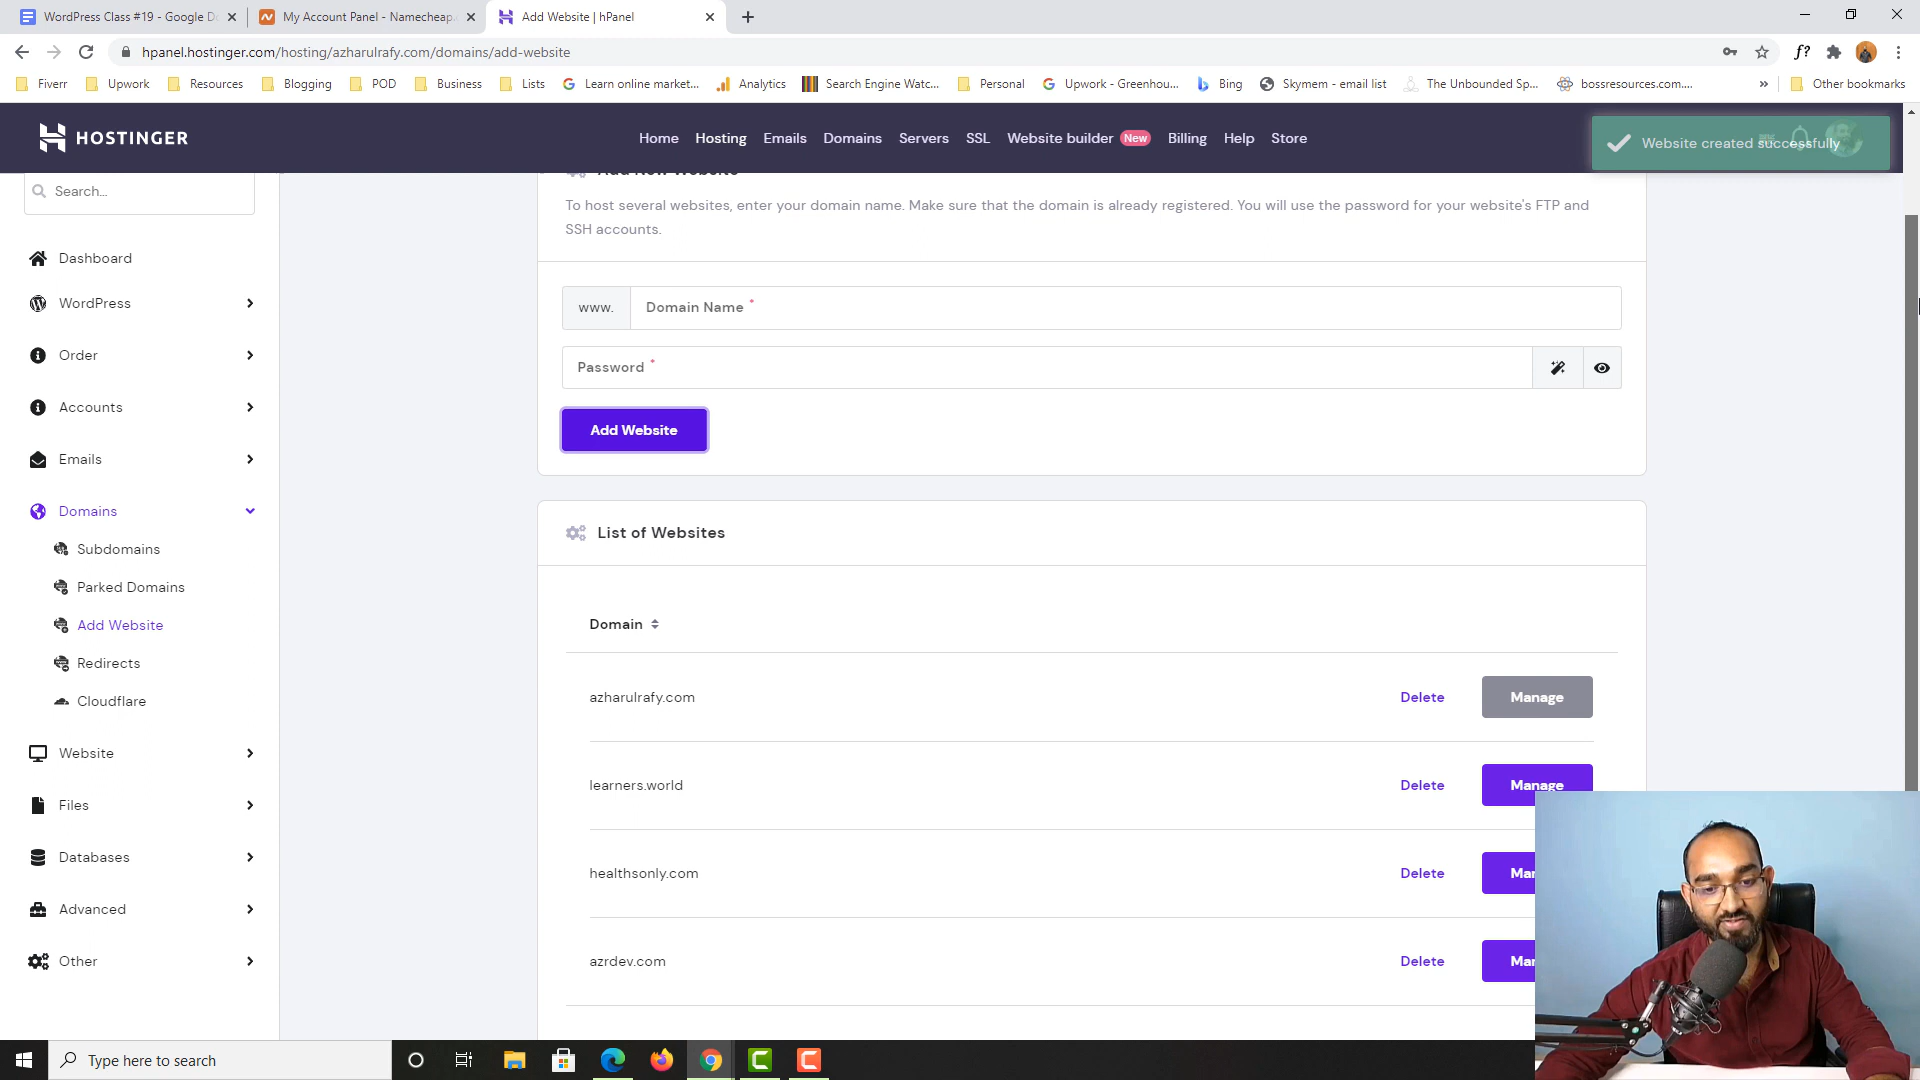 WordPress Class #19 - Google Do
My Account Panel - Namecheap.
Add Website | hPanel
hpanel.hostinger.com/hosting/azharulrafy.com/domains/add-website
f?
Fiverr
Upwork
Resources
Blogging
POD
Business
Lists
Learn online market...
Analytics
Search Engine Watc...
Personal
Upwork - Greenhou...
Bing
Skymem - email list
The Unbounded Sp...
bossresources.com....
»
Other bookmarks
HOSTINGER
Home
Hosting
Emails
Domains
Servers
SSL
Website builder New
Billing
Help
Store
Website created successfully
Search...
Dashboard
WordPress
Order
Accounts
Emails
Domains
Subdomains
Parked Domains
Add Website
Redirects
Cloudflare
Website
Files
Databases
Advanced
Other
Add New Website
To host several websites, enter your domain name. Make sure that the domain is already registered. You will use the password for your website's FTP and
SSH accounts.
www. Domain Name *
Password *
Add Website
List of Websites
Domain
azharulrafy.com Delete Manage
learners.world Delete Manage
healthsonly.com Delete Mar
azrdev.com Delete Mar
Type here to search